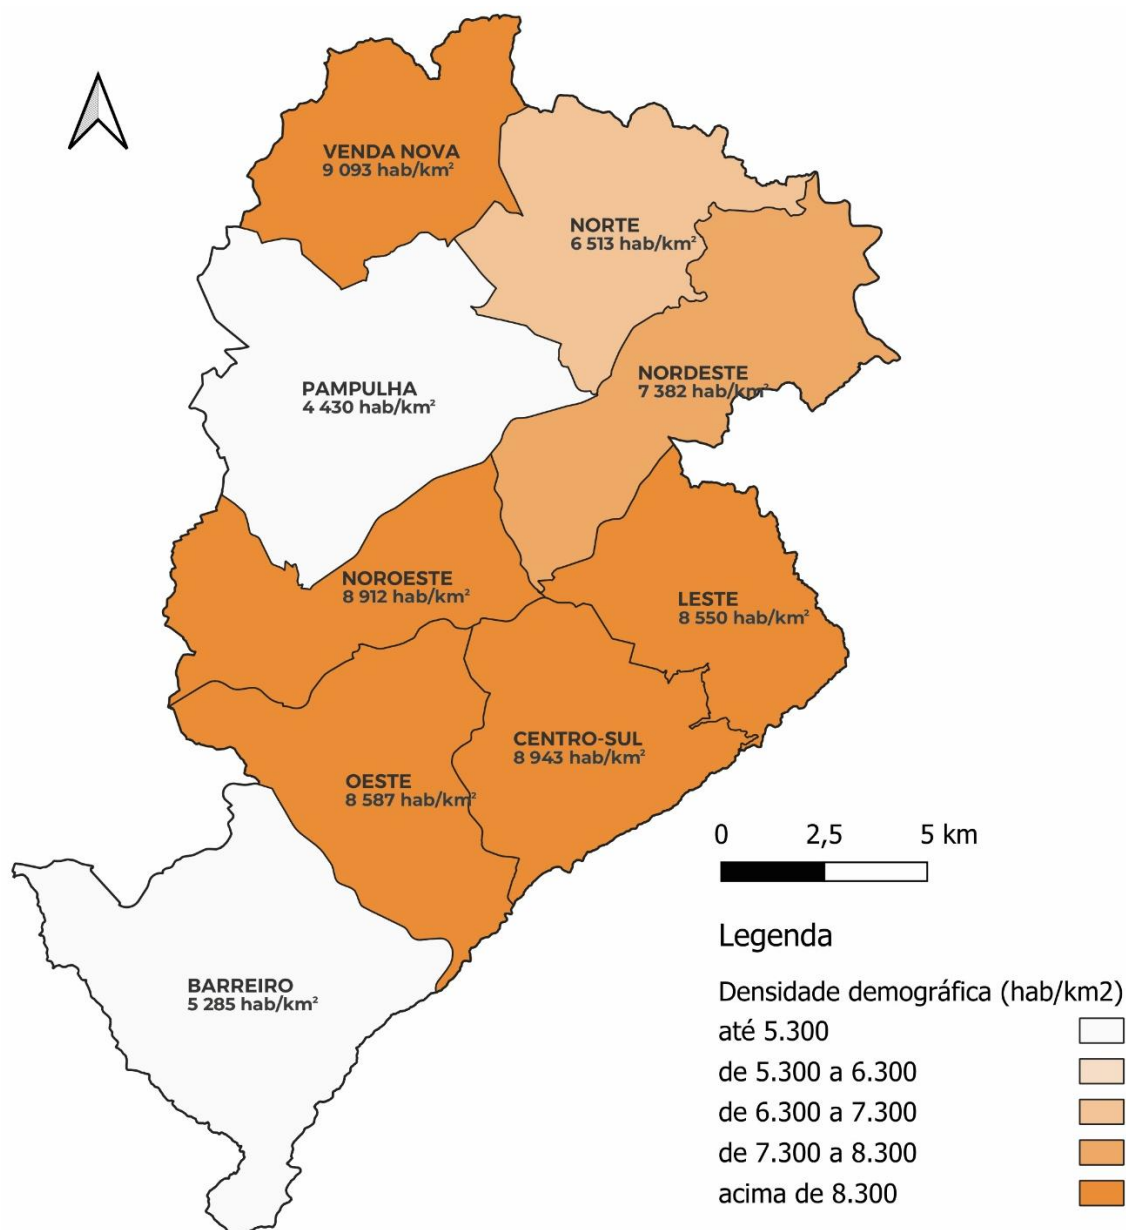 VENDA NOVA
9 093 hab/km²
NORTE
6 513 hab/km²
NORDESTE
7 382 hab/km²
PAMPULHA
4 430 hab/km²
NOROESTE
8 912 hab/km²
LESTE
8 550 hab/km²
CENTRO-SUL
8 943 hab/km²
OESTE
8 587 hab/km²
BARREIRO
5 285 hab/km²
0 2,5 5 km
Legenda
Densidade demográfica (hab/km2)
até 5.300
de 5.300 a 6.300
de 6.300 a 7.300
de 7.300 a 8.300
acima de 8.300